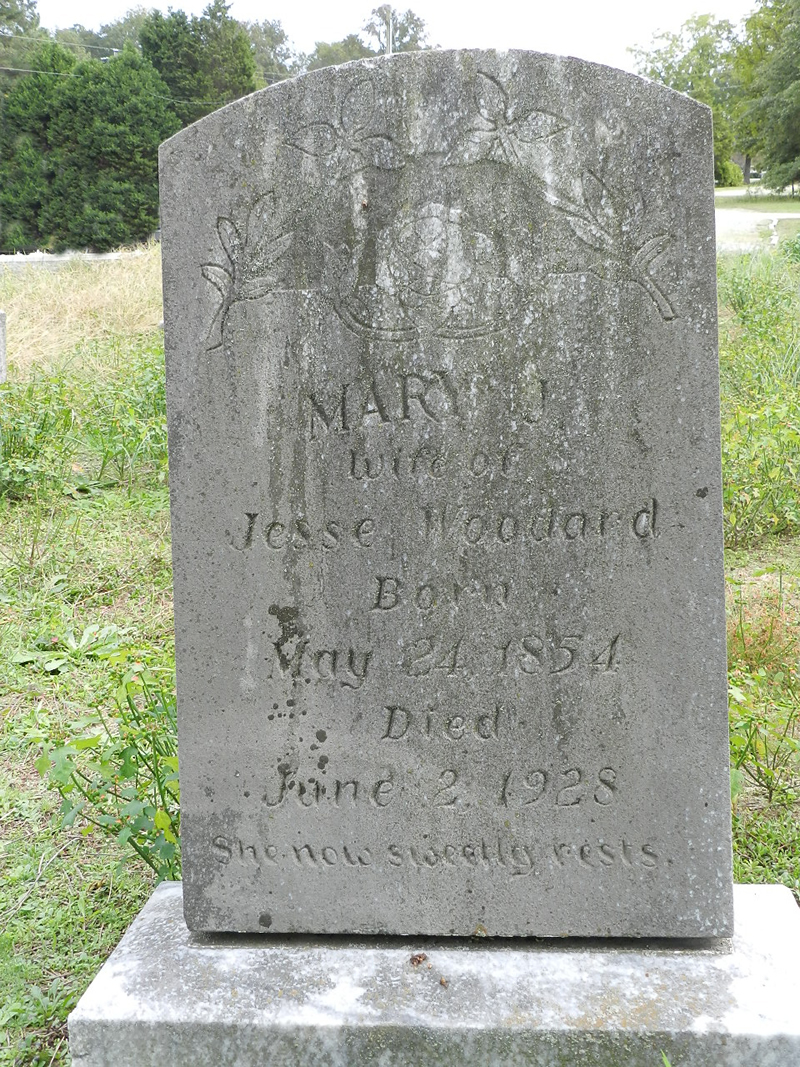 MARY J.
Wife of
Jesse Woodard
Born
May 24, 1854
Died
June 2, 1928
She now sweetly rests.